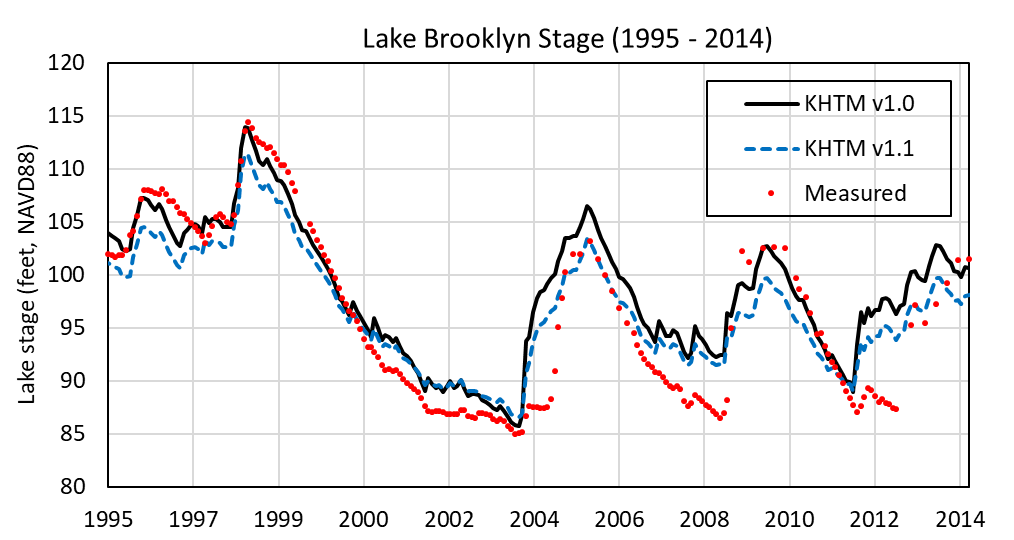 Lake Brooklyn Stage (1995 - 2014)
Lake stage (feet, NAVD88)
120
115
110
105
100
95
90
85
80
KHTM v1.0
KHTM v1.1
Measured
1995 1997 1999 2000 2002 2004 2006 2008 2010 2012 2014